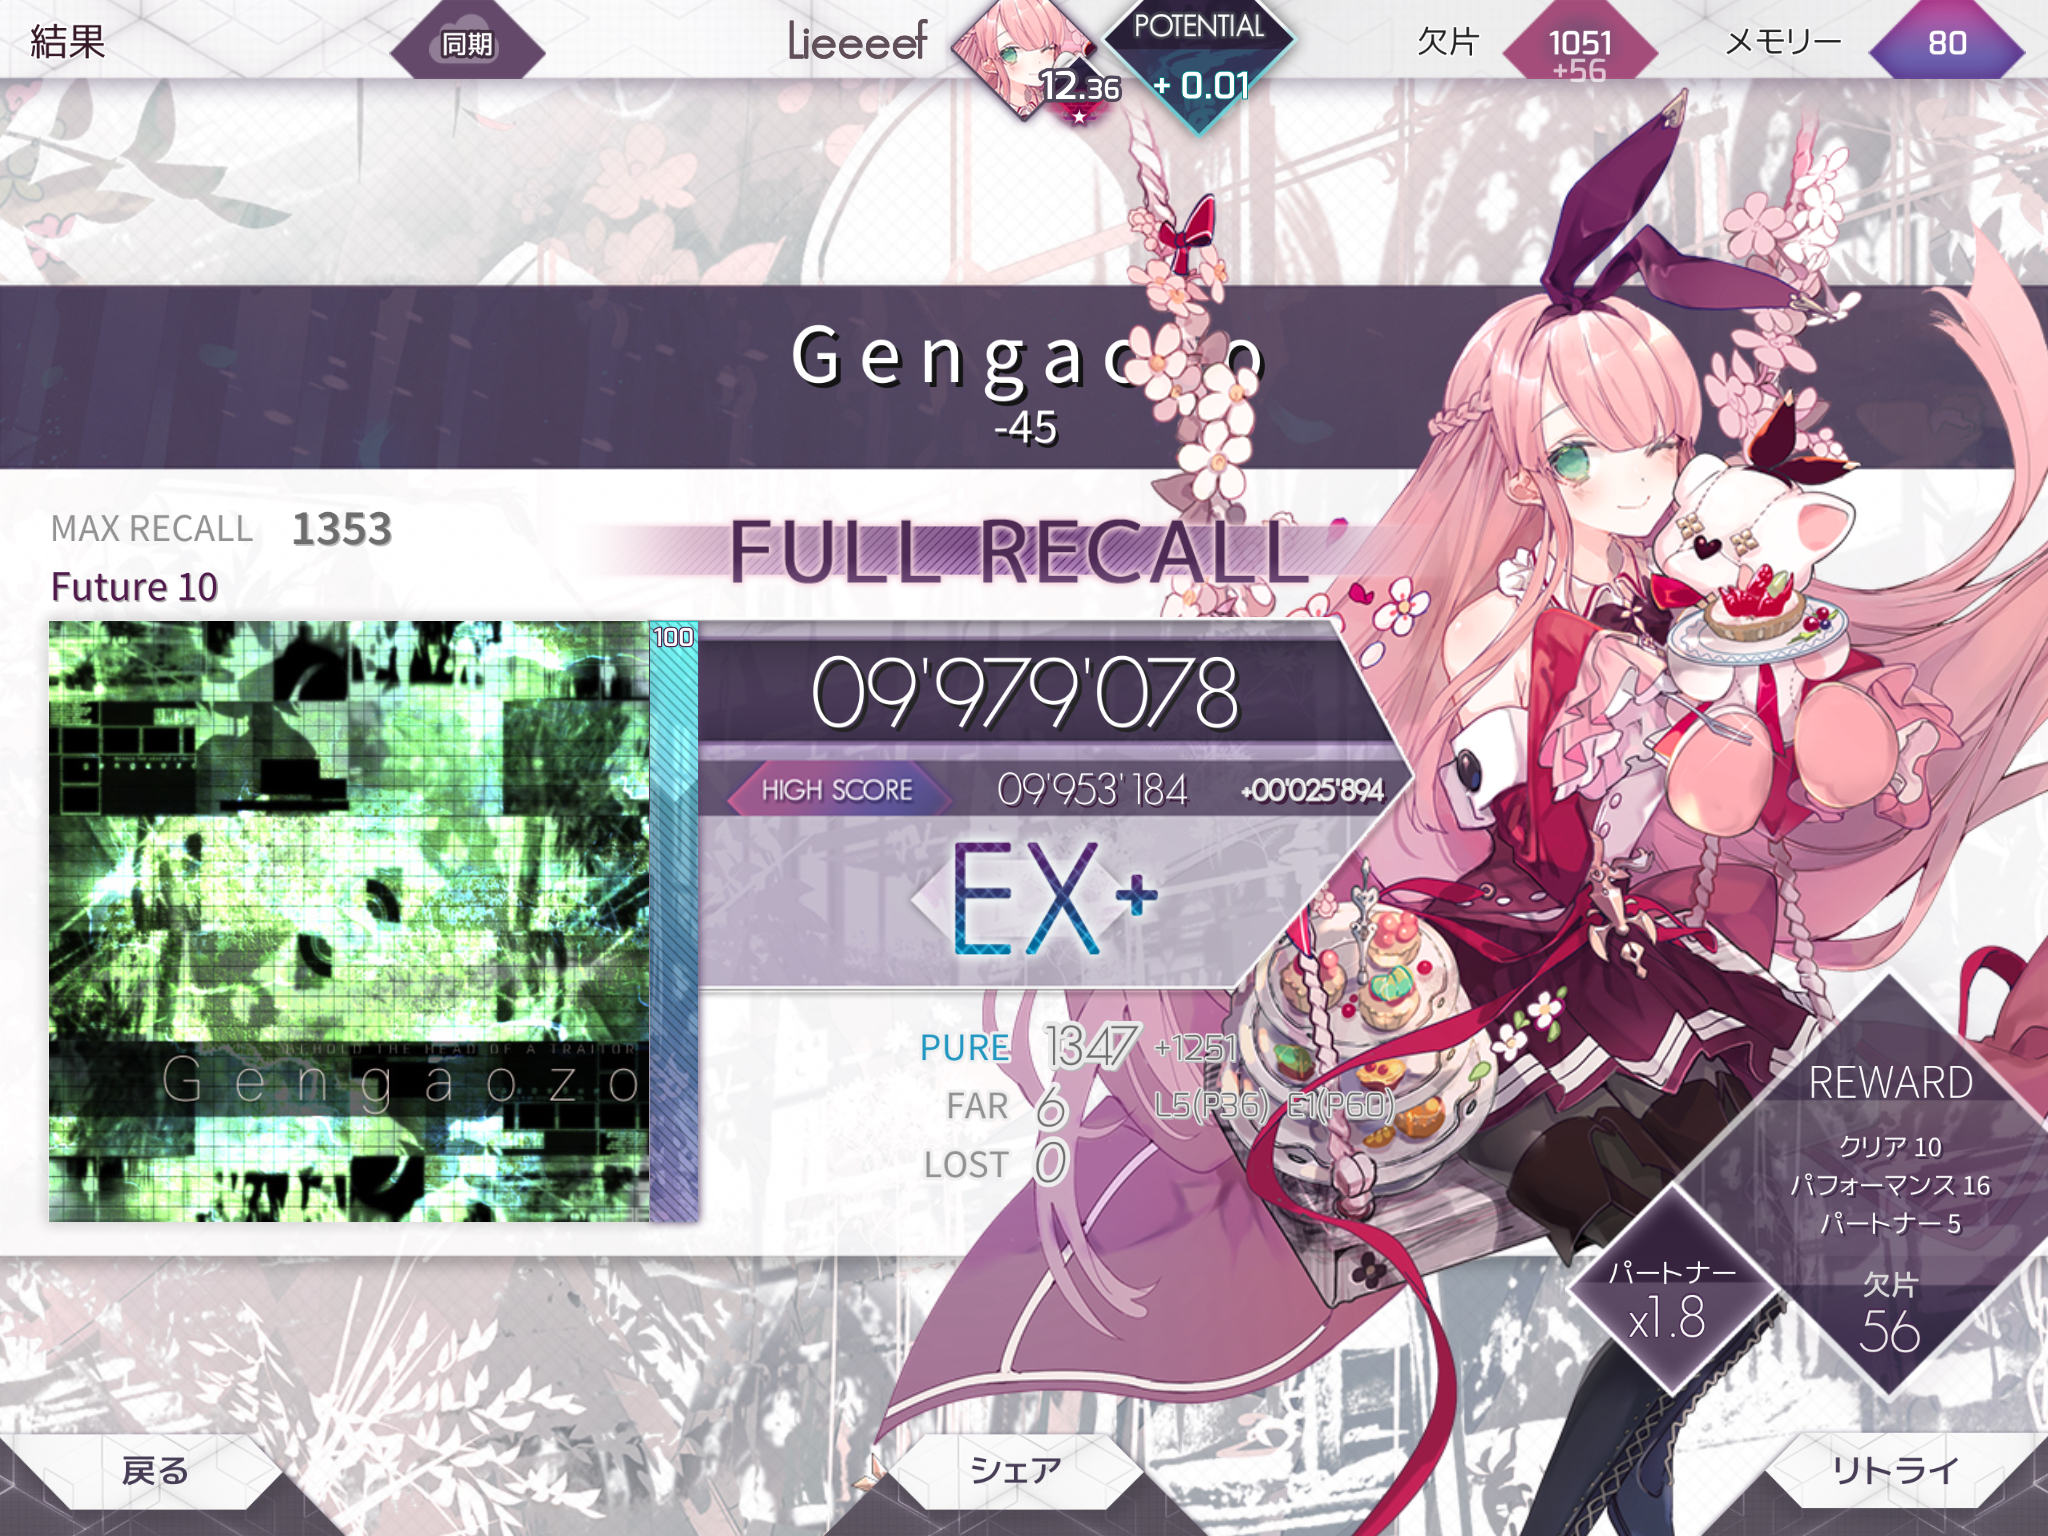 結果
同期
Lieeeef
12.36
POTENTIAL
+ 0.01
欠片
1051
+56
メモリー
80
Gengaozo
-45
MAX RECALL 1353
Future 10
FULL RECALL
100
09'979'078
HIGH SCORE 09'953'184 +00'025'894
EX+
BEHOLD THE HEAD OF A TRAITOR
Gengaozo
PURE 1347 +1251
FAR 6 L5(P36) E1(P60)
LOST 0
REWARD
クリア 10
パフォーマンス 16
パートナー 5
欠片
56
パートナー
x1.8
戻る
シェア
リトライ